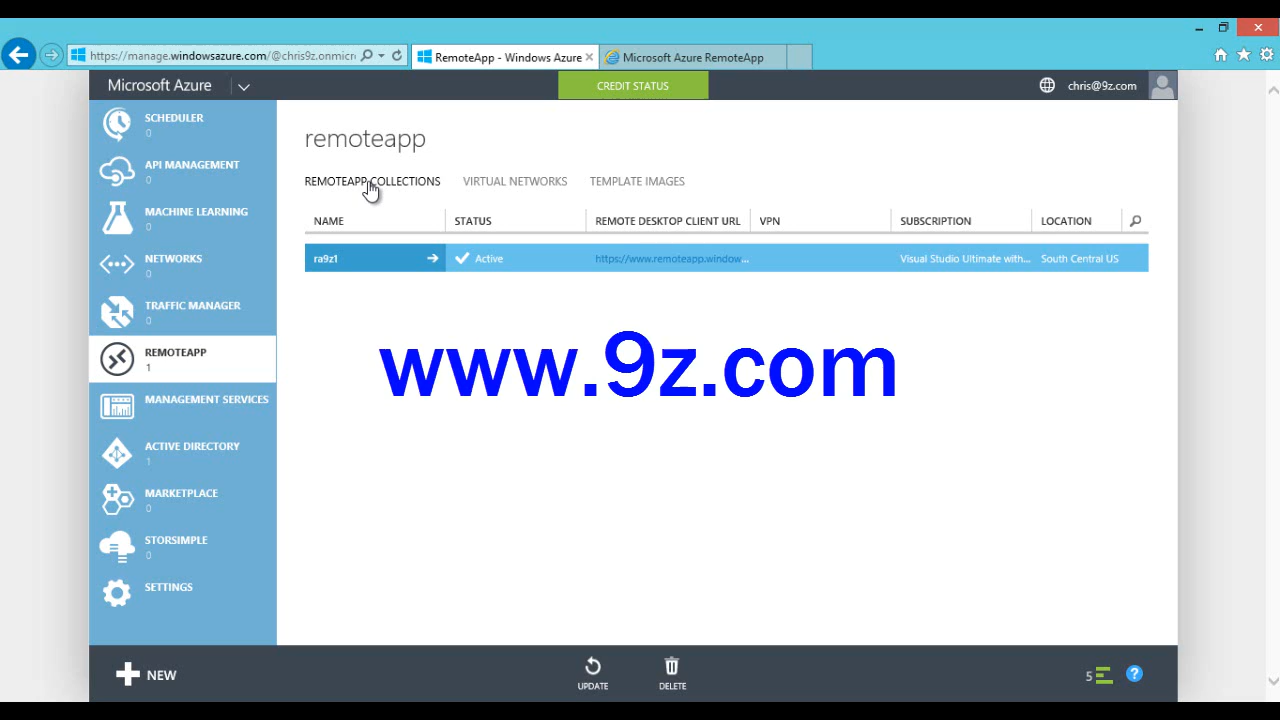 https://manage.windowsazure.com/@chris9z.onmicr
RemoteApp - Windows Azure
Microsoft Azure RemoteApp
Microsoft Azure
CREDIT STATUS
chris@9z.com
SCHEDULER
0
API MANAGEMENT
0
MACHINE LEARNING
0
NETWORKS
0
TRAFFIC MANAGER
0
REMOTEAPP
1
MANAGEMENT SERVICES
ACTIVE DIRECTORY
1
MARKETPLACE
0
STORSIMPLE
0
SETTINGS
remoteapp
REMOTEAPP COLLECTIONS VIRTUAL NETWORKS TEMPLATE IMAGES
NAME STATUS REMOTE DESKTOP CLIENT URL VPN SUBSCRIPTION LOCATION
ra9z1 Active https://www.remoteapp.window... Visual Studio Ultimate with... South Central US
www.9z.com
NEW
UPDATE
DELETE
5
?